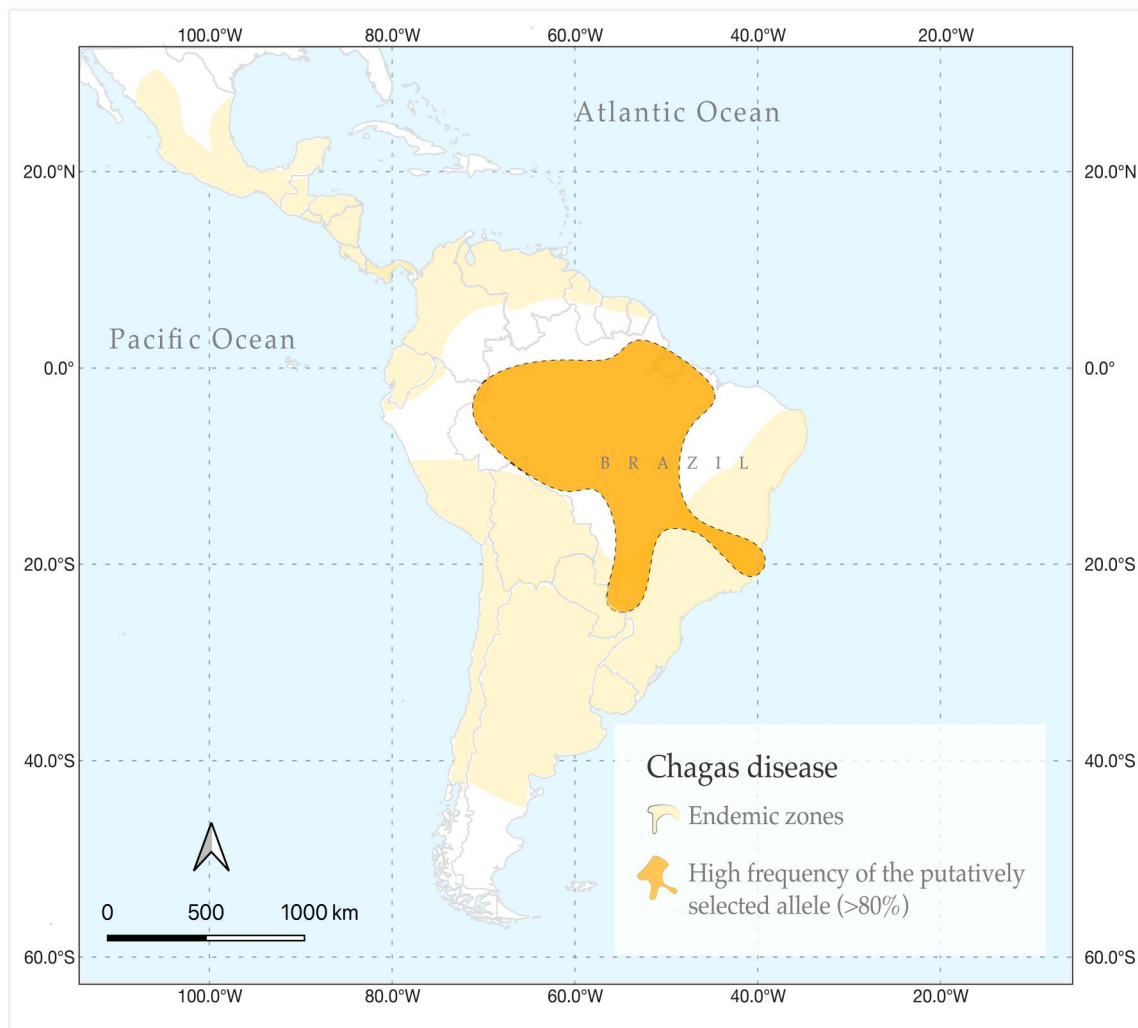 100.0°W 80.0°W 60.0°W 40.0°W 20.0°W
Atlantic Ocean
20.0°N 20.0°N
Pacific Ocean
0.0° 0.0°
BRAZIL
20.0°S 20.0°S
40.0°S 40.0°S
Chagas disease
Endemic zones
High frequency of the putatively
selected allele (>80%)
0 500 1000 km
60.0°S 60.0°S
100.0°W 80.0°W 60.0°W 40.0°W 20.0°W